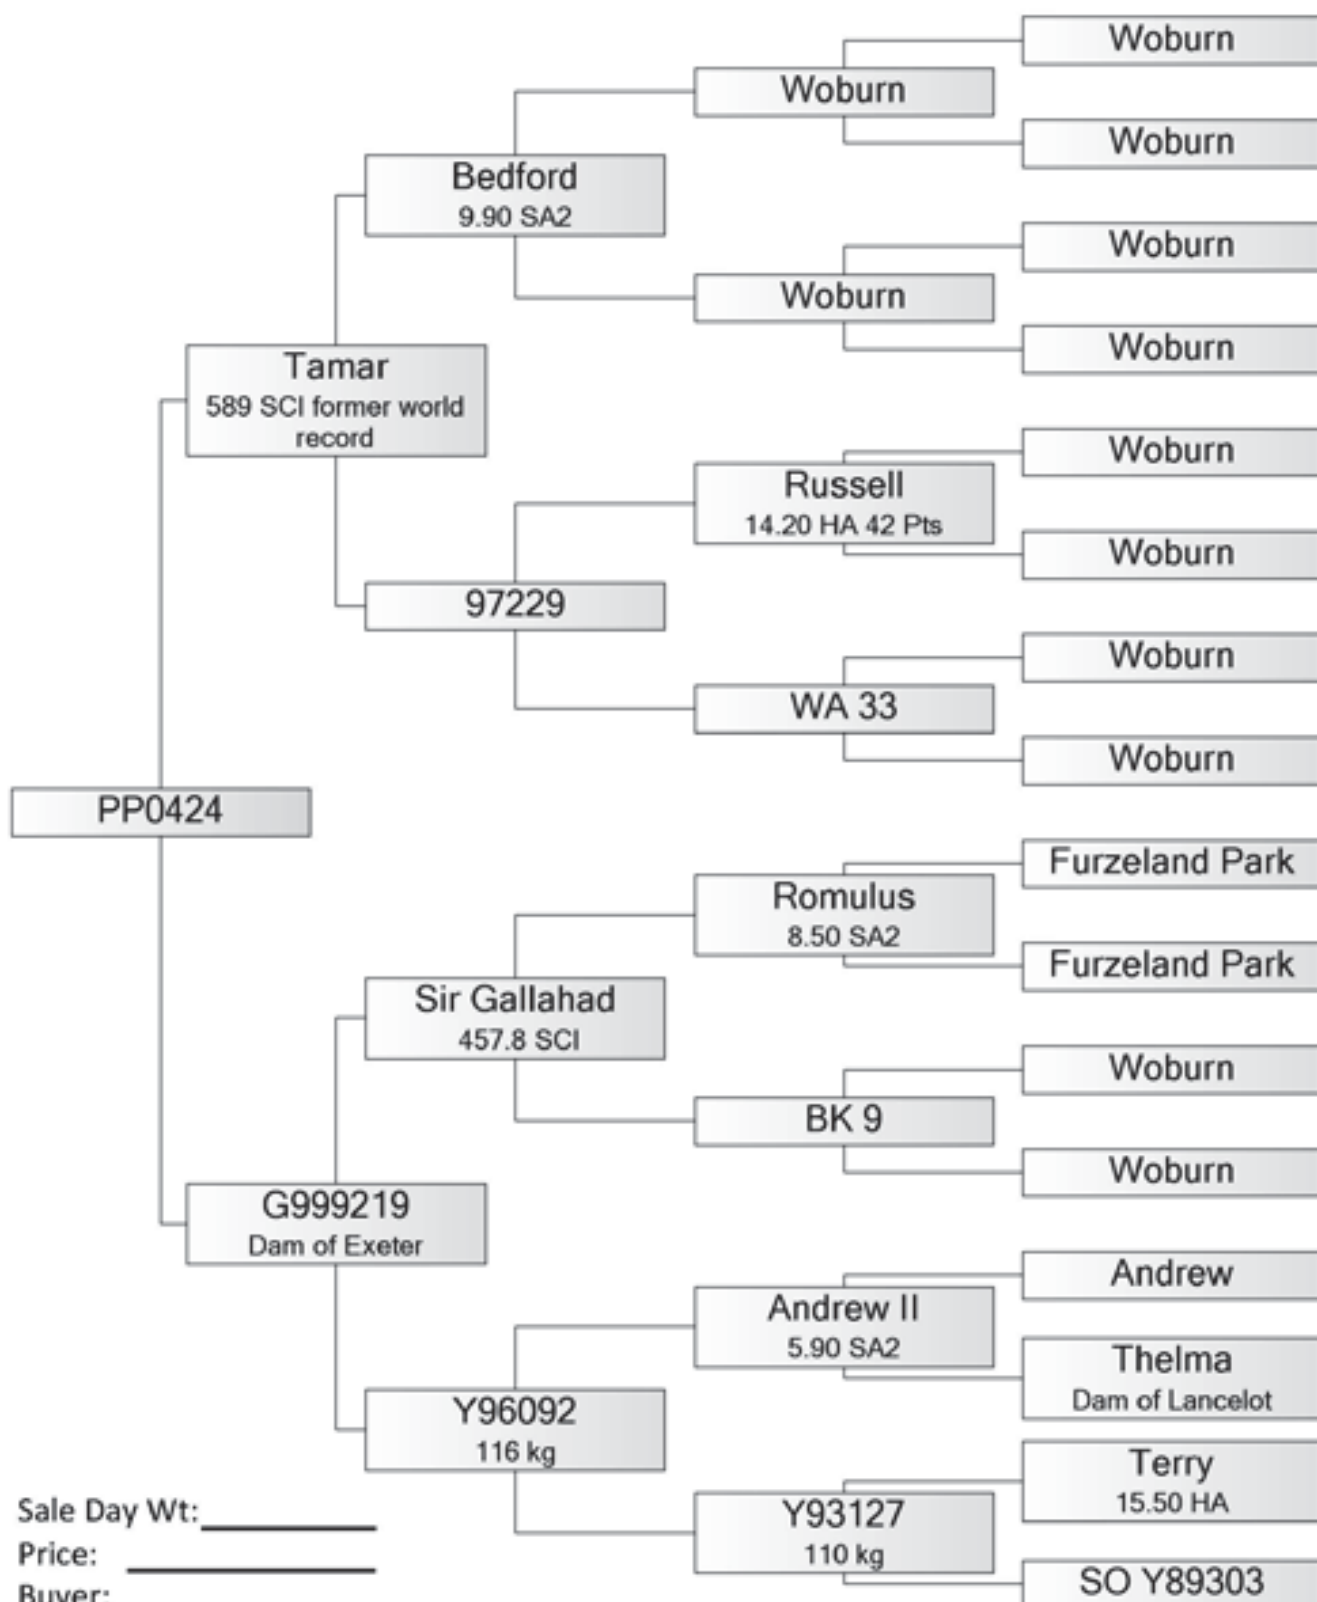 Woburn
Woburn
Woburn
Bedford
9.90 SA2
Woburn
Woburn
Woburn
Tamar
589 SCI former world
record
Woburn
Russell
14.20 HA 42 Pts
Woburn
97229
Woburn
WA 33
Woburn
PP0424
Furzeland Park
Romulus
8.50 SA2
Furzeland Park
Sir Gallahad
457.8 SCI
Woburn
BK 9
Woburn
G999219
Dam of Exeter
Andrew
Andrew II
5.90 SA2
Thelma
Dam of Lancelot
Y96092
116 kg
Terry
15.50 HA
Y93127
110 kg
SO Y89303
Sale Day Wt:
Price:
Buyer: